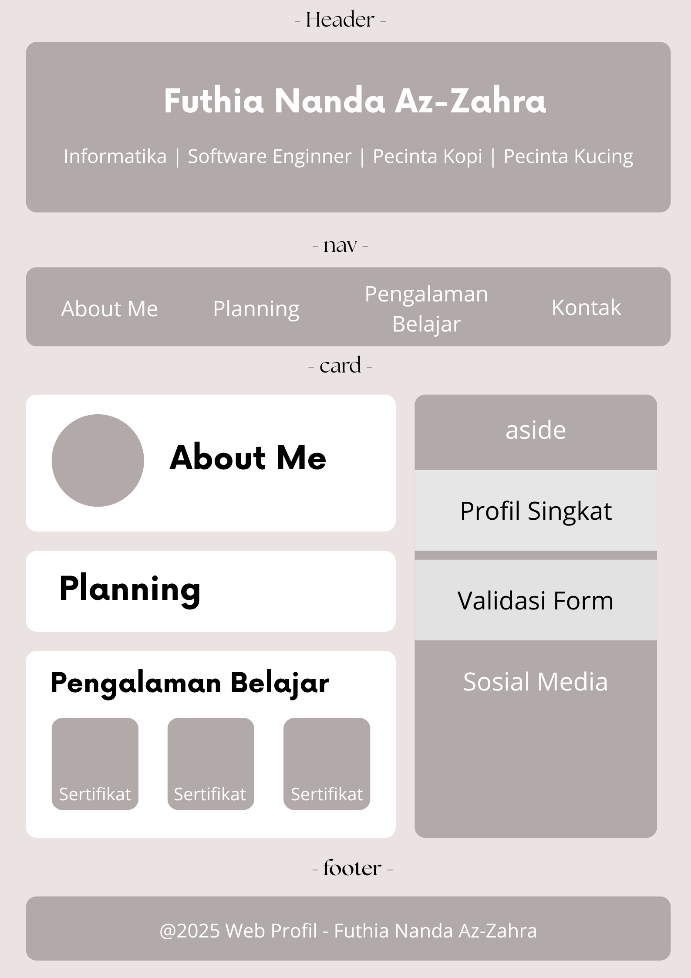 - Header -
Futhia Nanda Az-Zahra
Informatika | Software Enginner | Pecinta Kopi | Pecinta Kucing
- nav -
About Me
Planning
Pengalaman
Belajar
Kontak
- card -
About Me
Planning
Pengalaman Belajar
Sertifikat
Sertifikat
Sertifikat
aside
Profil Singkat
Validasi Form
Sosial Media
- footer -
@2025 Web Profil - Futhia Nanda Az-Zahra